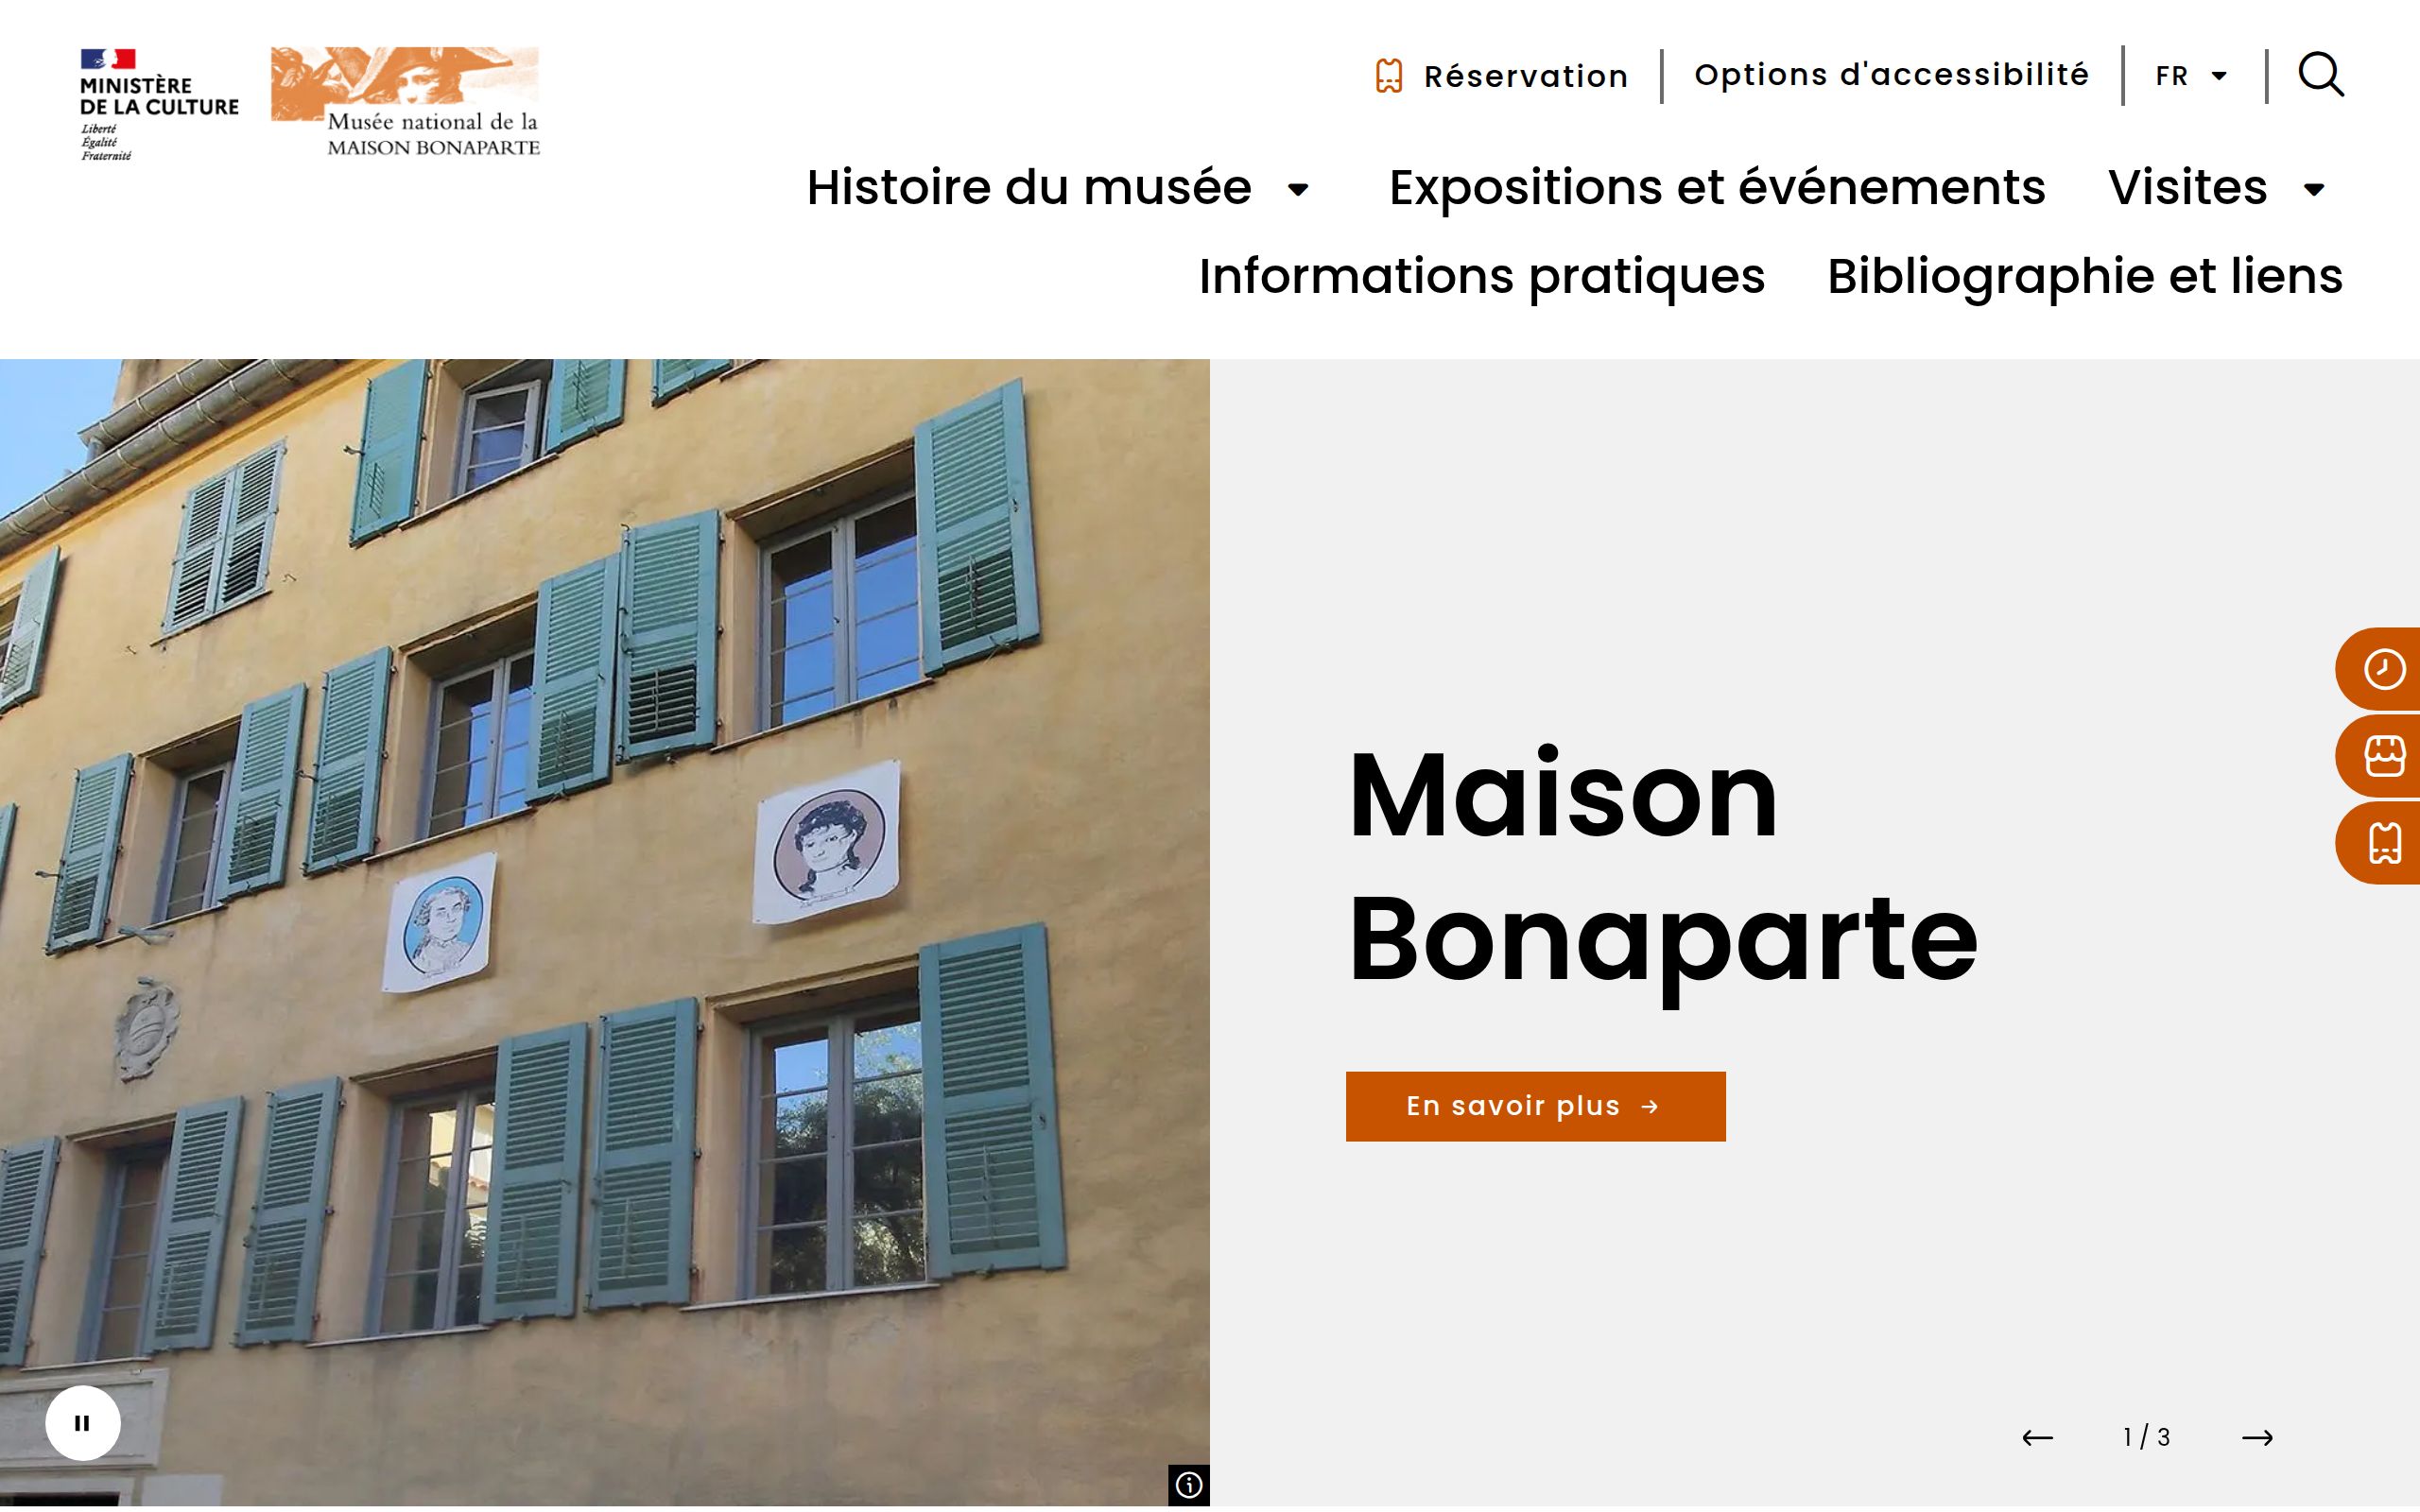 MINISTÈRE
DE LA CULTURE
Liberté
Égalité
Fraternité
Musée national de la
MAISON BONAPARTE
Réservation
Options d'accessibilité
FR
Histoire du musée
Expositions et événements
Visites
Informations pratiques
Bibliographie et liens
Maison
Bonaparte
En savoir plus →
← 1 / 3 →